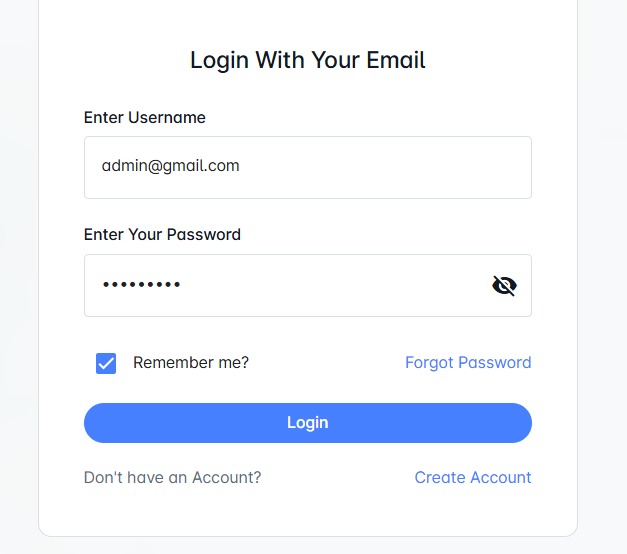 Login With Your Email
Enter Username
admin@gmail.com
Enter Your Password
•••••••••
Remember me? Forgot Password
Login
Don't have an Account? Create Account